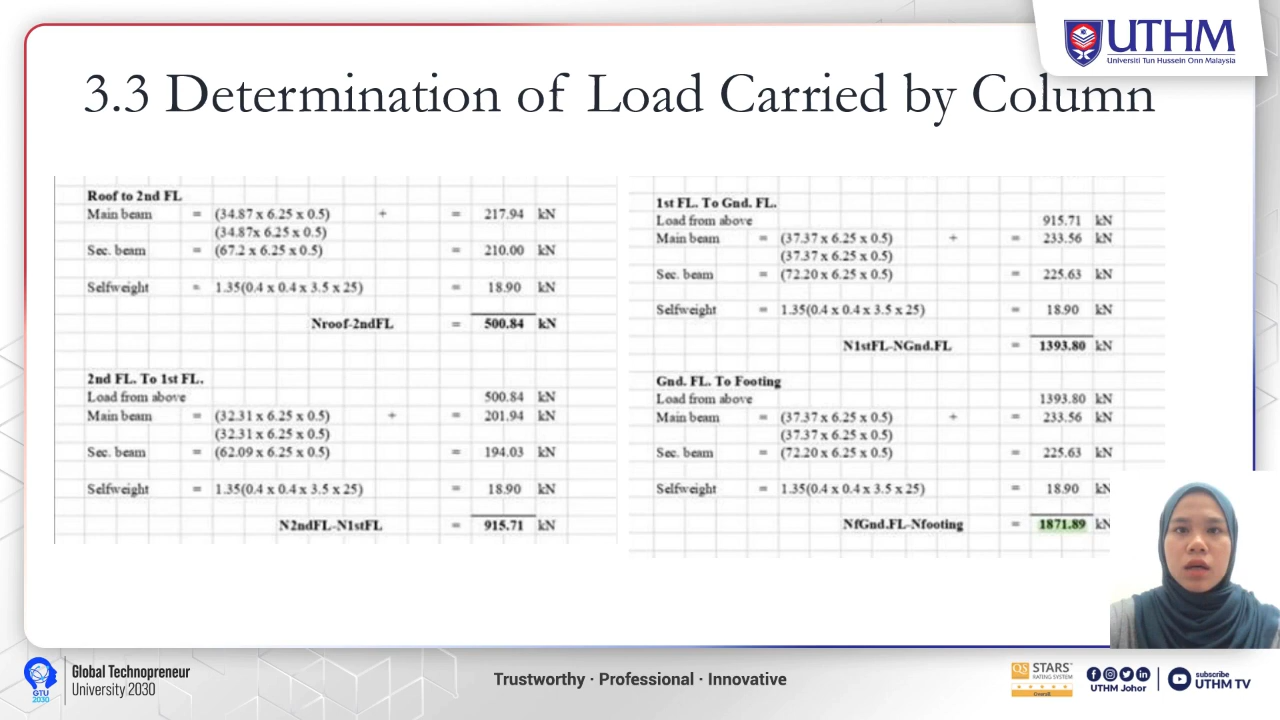 UTHM
Universiti Tun Hussein Onn Malaysia
3.3 Determination of Load Carried by Column
Roof to 2nd FL
Main beam = (34.87 x 6.25 x 0.5) + = 217.94 kN
(34.87x 6.25 x 0.5)
Sec. beam = (67.2 x 6.25 x 0.5) = 210.00 kN
Selfweight = 1.35(0.4 x 0.4 x 3.5 x 25) = 18.90 kN
Nroof-2ndFL = 500.84 kN
2nd FL. To 1st FL.
Load from above 500.84 kN
Main beam = (32.31 x 6.25 x 0.5) + = 201.94 kN
(32.31 x 6.25 x 0.5)
Sec. beam = (62.09 x 6.25 x 0.5) = 194.03 kN
Selfweight = 1.35(0.4 x 0.4 x 3.5 x 25) = 18.90 kN
N2ndFL-N1stFL = 915.71 kN
1st FL. To Gnd. FL.
Load from above 915.71 kN
Main beam = (37.37 x 6.25 x 0.5) + = 233.56 kN
(37.37 x 6.25 x 0.5)
Sec. beam = (72.20 x 6.25 x 0.5) = 225.63 kN
Selfweight = 1.35(0.4 x 0.4 x 3.5 x 25) = 18.90 kN
N1stFL-NGnd.FL = 1393.80 kN
Gnd. FL. To Footing
Load from above 1393.80 kN
Main beam = (37.37 x 6.25 x 0.5) + = 233.56 kN
(37.37 x 6.25 x 0.5)
Sec. beam = (72.20 x 6.25 x 0.5) = 225.63 kN
Selfweight = 1.35(0.4 x 0.4 x 3.5 x 25) = 18.90 kN
NfGnd.FL-Nfooting = 1871.89 kN
GTU
2030
Global Technopreneur
University 2030
Trustworthy · Professional · Innovative
QS STARS™
RATING SYSTEM
UTHM Johor
subscribe
UTHM TV